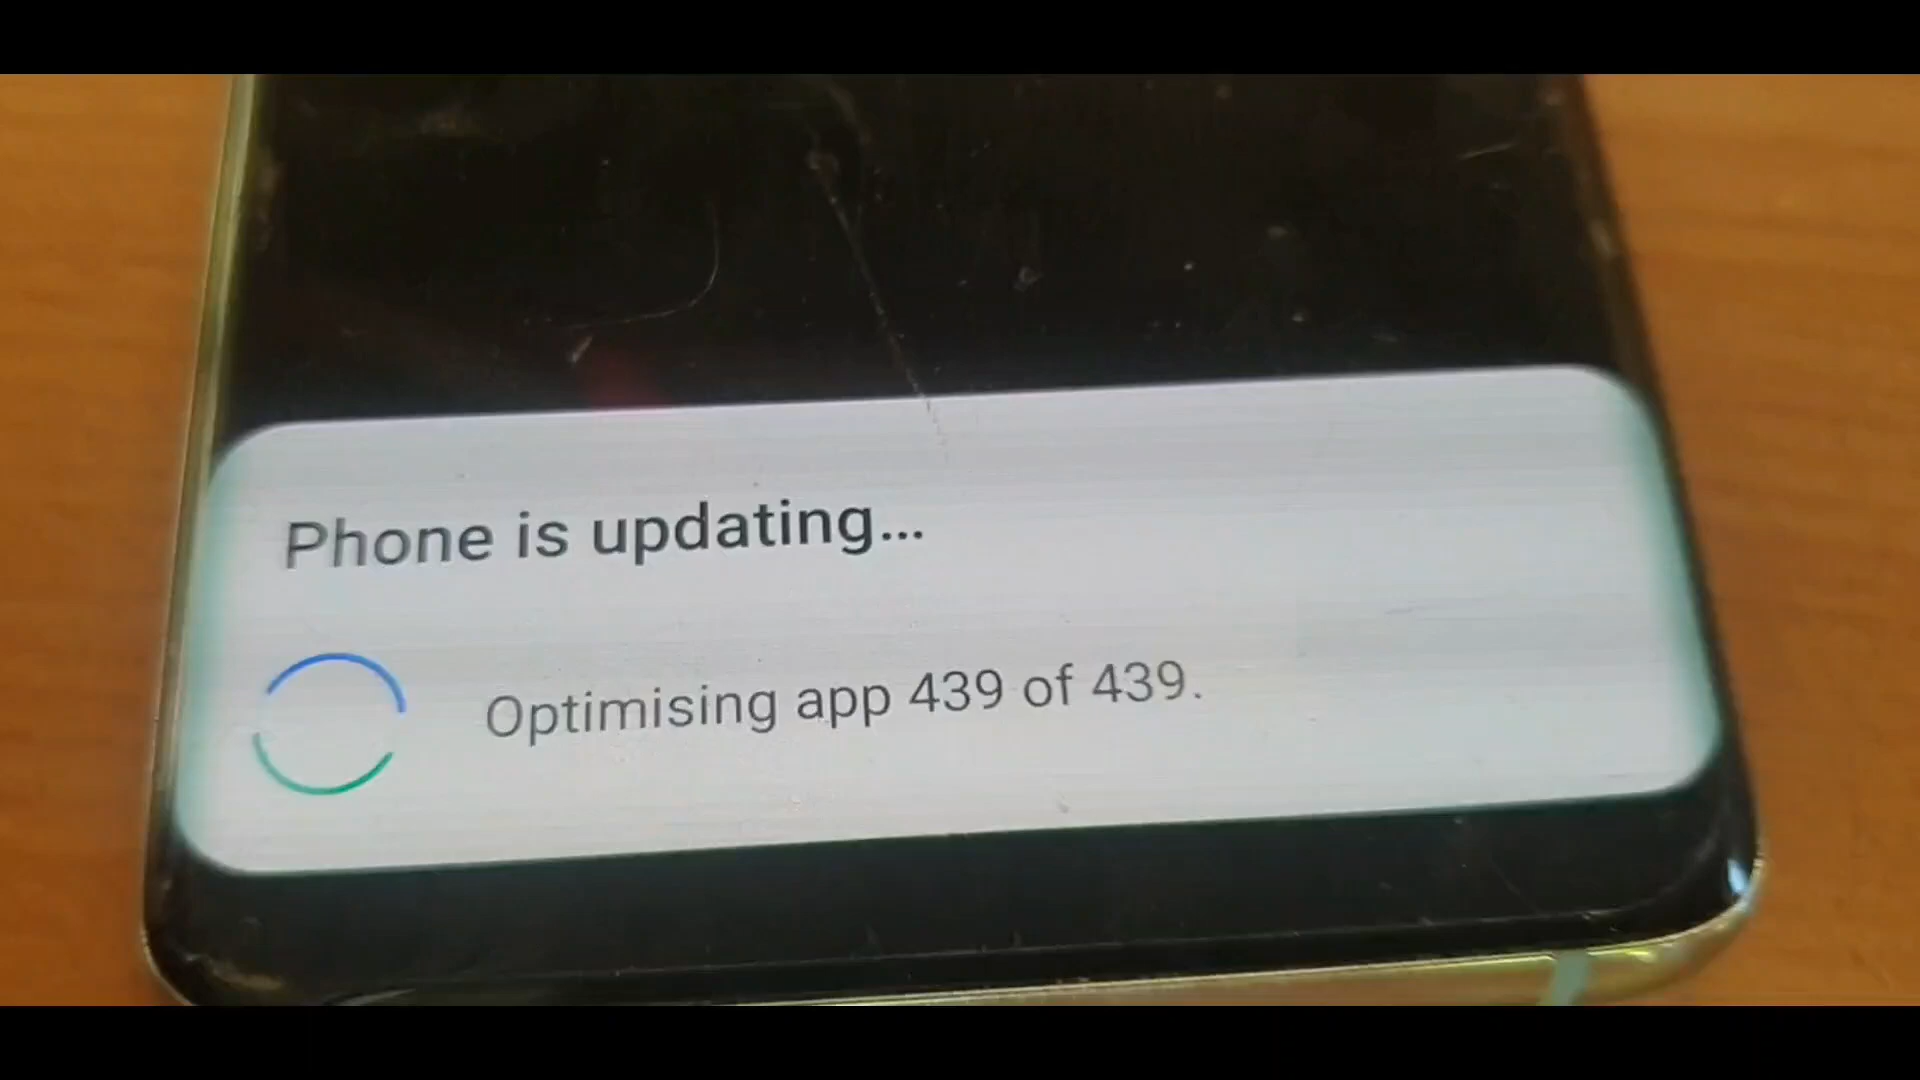 Phone is updating...
Optimising app 439 of 439.